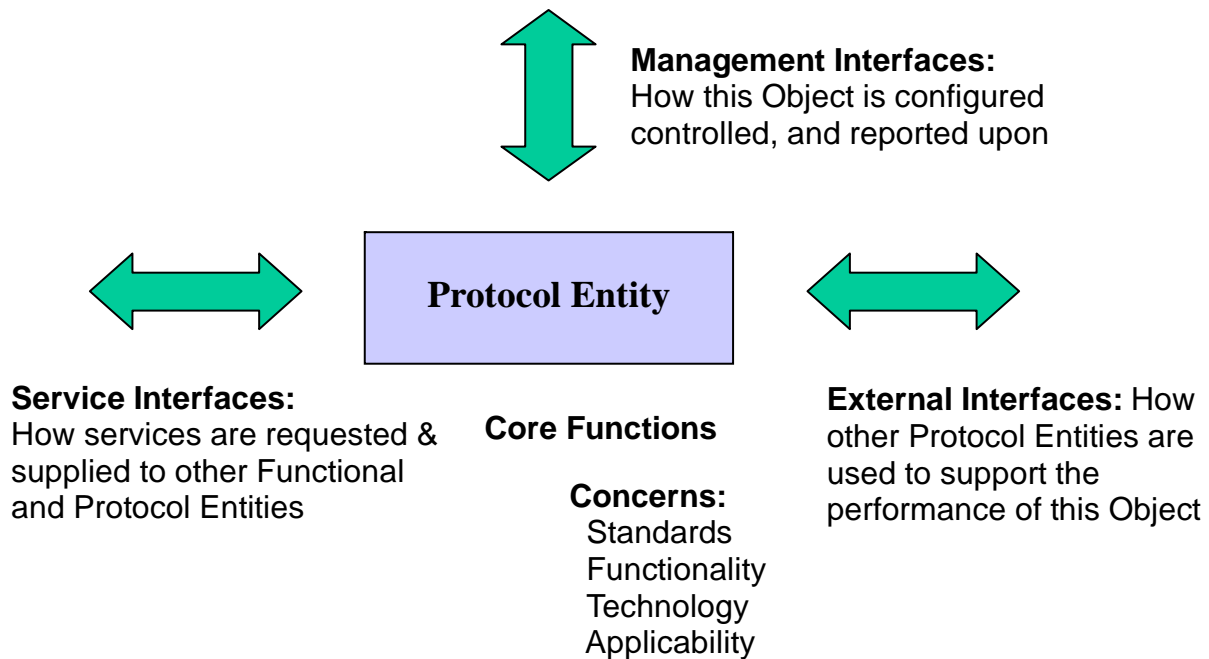 Management Interfaces:
How this Object is configured
controlled, and reported upon
Protocol Entity
Service Interfaces:
How services are requested &
supplied to other Functional
and Protocol Entities
Core Functions
Concerns:
Standards
Functionality
Technology
Applicability
External Interfaces: How
other Protocol Entities are
used to support the
performance of this Object